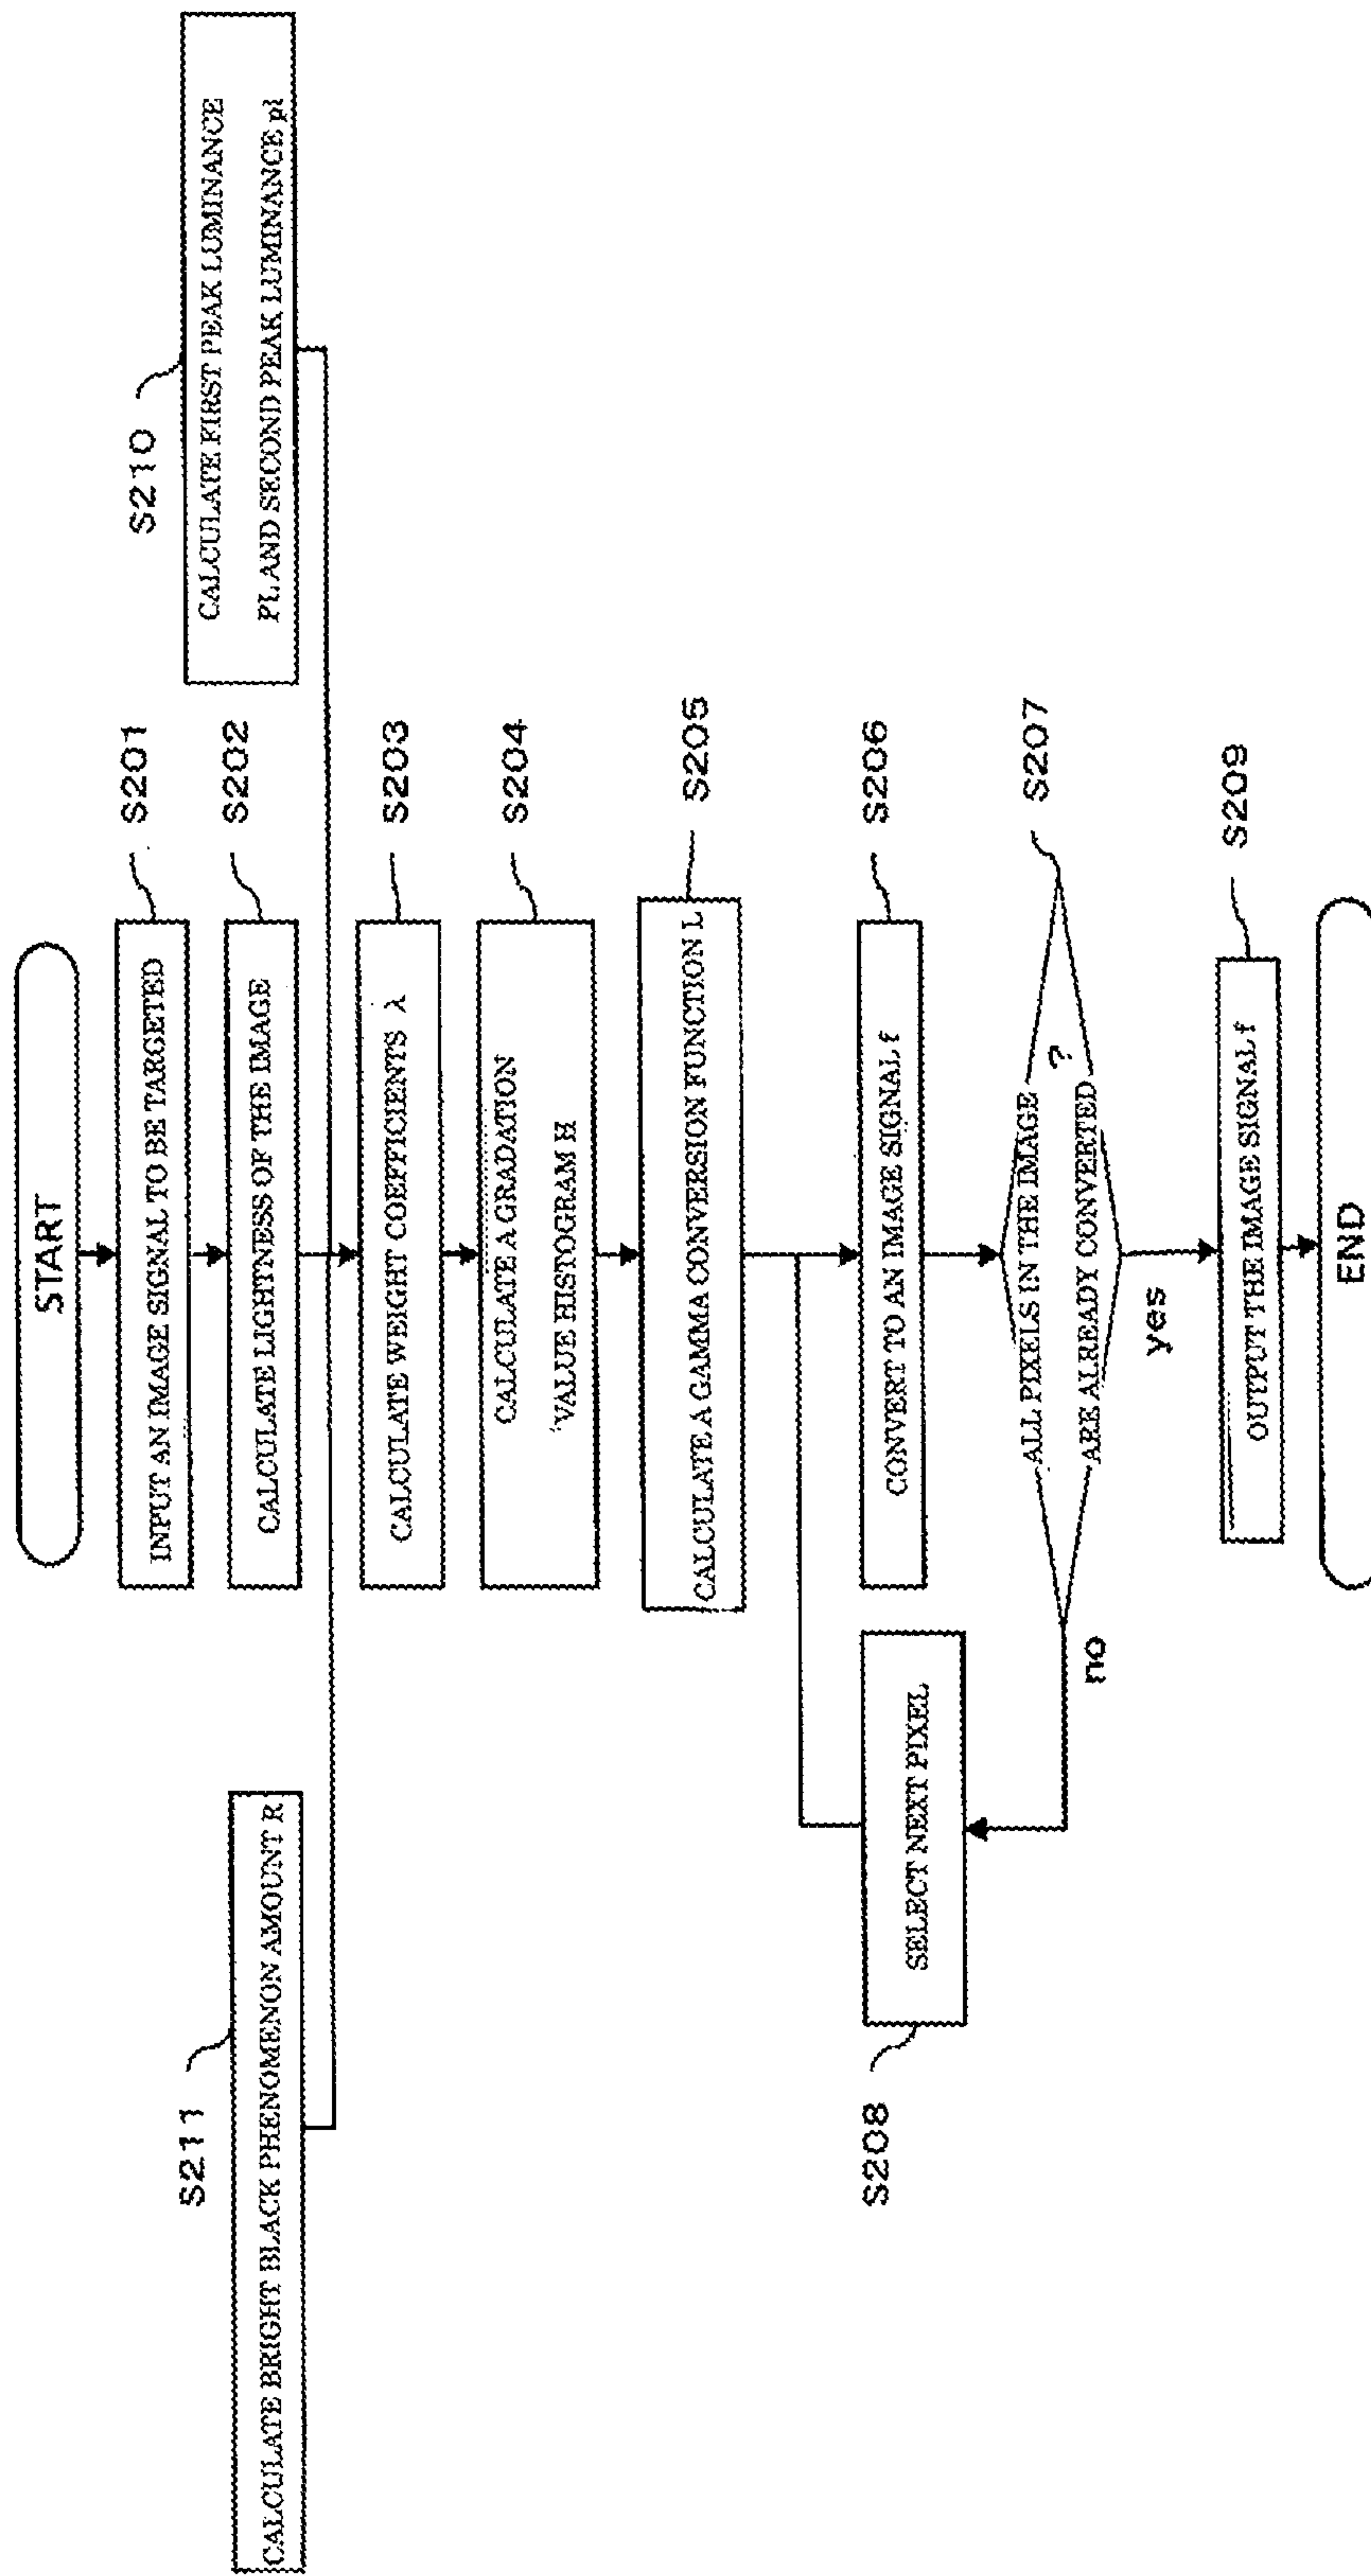 START
INPUT AN IMAGE SIGNAL TO BE TARGETED
S201
CALCULATE LIGHTNESS OF THE IMAGE
S202
S211
CALCULATE BRIGHT BLACK PHENOMENON AMOUNT R
S210
CALCULATE FIRST PEAK LUMINANCE
PL AND SECOND PEAK LUMINANCE pl
CALCULATE WEIGHT COEFFICIENTS λ
S203
CALCULATE A GRADATION
VALUE HISTOGRAM H
S204
CALCULATE A GAMMA CONVERSION FUNCTION L
S205
CONVERT TO AN IMAGE SIGNAL f
S206
S208
SELECT NEXT PIXEL
ALL PIXELS IN THE IMAGE
ARE ALREADY CONVERTED
?
S207
no
yes
OUTPUT THE IMAGE SIGNAL f
S209
END